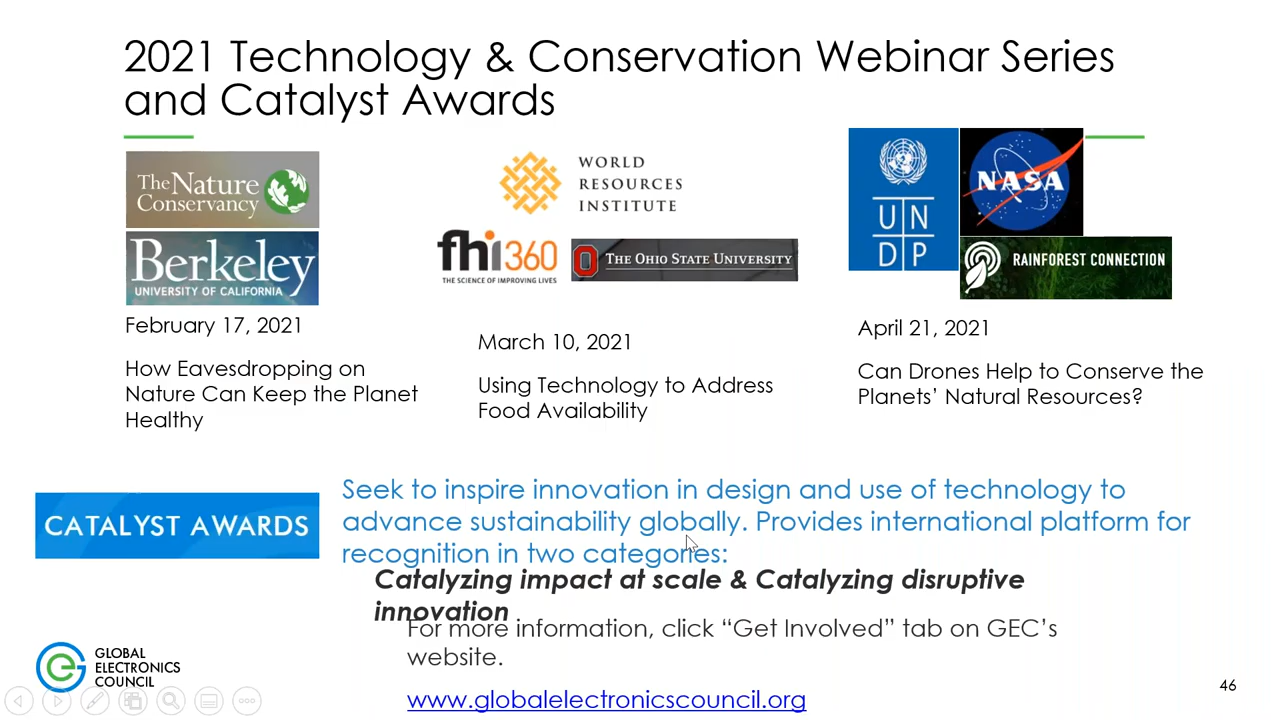 2021 Technology & Conservation Webinar Series
and Catalyst Awards
The Nature
Conservancy
Berkeley
UNIVERSITY OF CALIFORNIA
February 17, 2021
How Eavesdropping on
Nature Can Keep the Planet
Healthy
WORLD
RESOURCES
INSTITUTE
fhi360
THE SCIENCE OF IMPROVING LIVES
THE OHIO STATE UNIVERSITY
March 10, 2021
Using Technology to Address
Food Availability
U N
D P
NASA
RAINFOREST CONNECTION
April 21, 2021
Can Drones Help to Conserve the
Planets’ Natural Resources?
CATALYST AWARDS
Seek to inspire innovation in design and use of technology to
advance sustainability globally. Provides international platform for
recognition in two categories:
Catalyzing impact at scale & Catalyzing disruptive
innovation
For more information, click “Get Involved” tab on GEC’s
website.
www.globalelectronicscouncil.org
GLOBAL
ELECTRONICS
COUNCIL
46